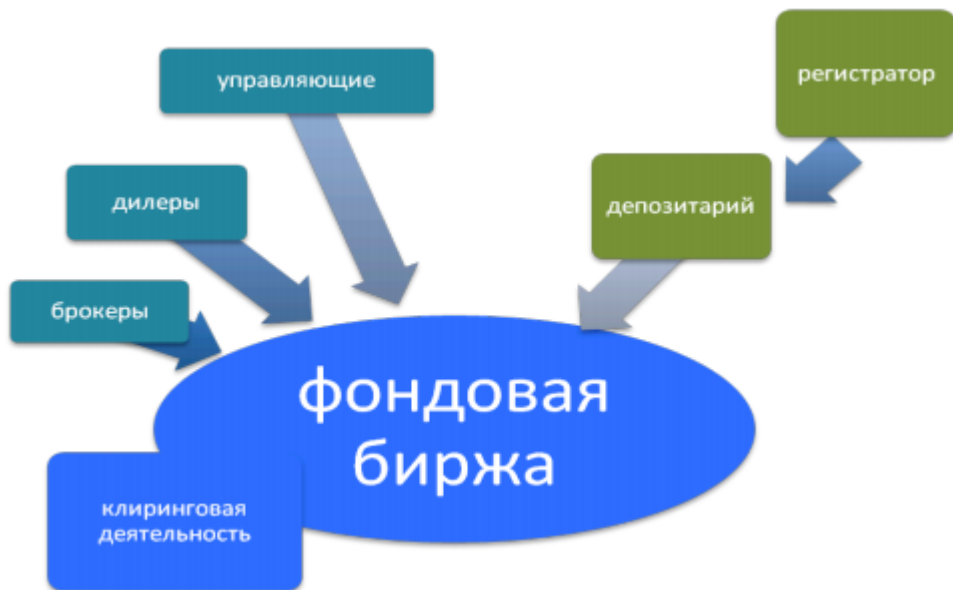 управляющие
регистратор
дилеры
депозитарий
брокеры
фондовая
биржа
клиринговая
деятельность